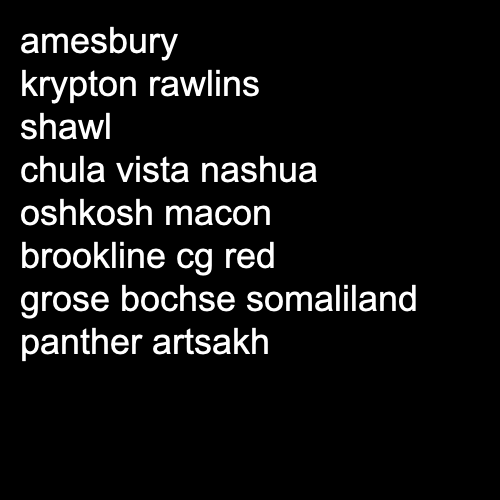 amesbury
krypton rawlins
shawl
chula vista nashua
oshkosh macon
brookline cg red
grose bochse somaliland
panther artsakh